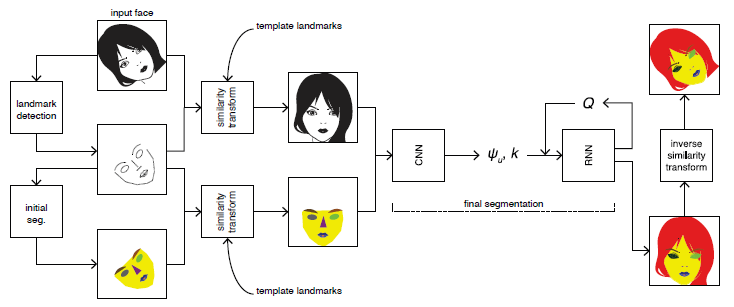 input face
template landmarks
landmark
detection
similarity
transform
initial
seg.
similarity
transform
template landmarks
CNN
ψu, k
Q
RNN
final segmentation
inverse
similarity
transform